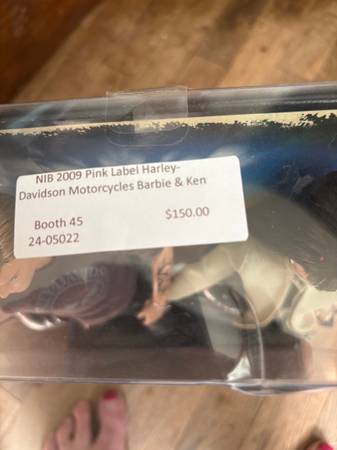 NIB 2009 Pink Label Harley-
Davidson Motorcycles Barbie & Ken
Booth 45 $150.00
24-05022